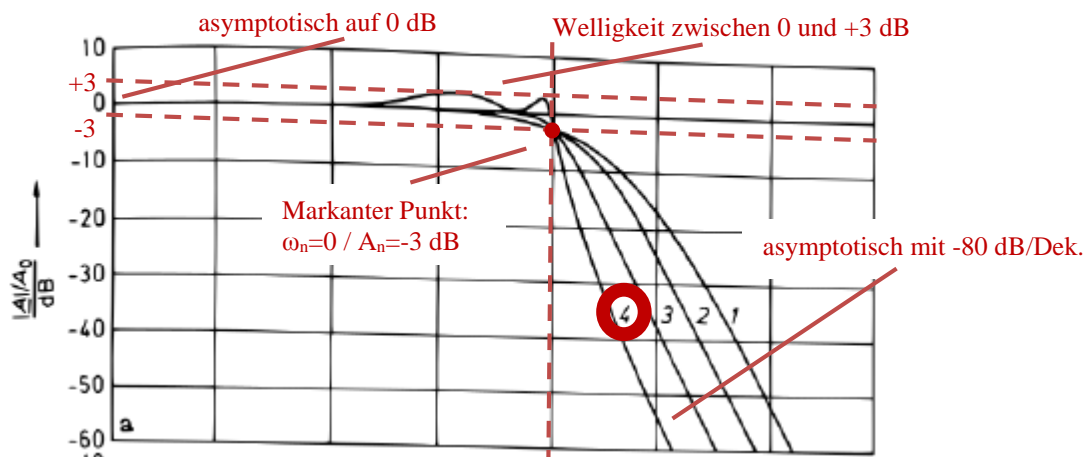 asymptotisch auf 0 dB
Welligkeit zwischen 0 und +3 dB
10
+3
0
-3
-10
Markanter Punkt:
ωn=0 / An=-3 dB
-20
asymptotisch mit -80 dB/Dek.
|A|/A0
dB
-30
4 3 2 1
-40
-50
a
-60